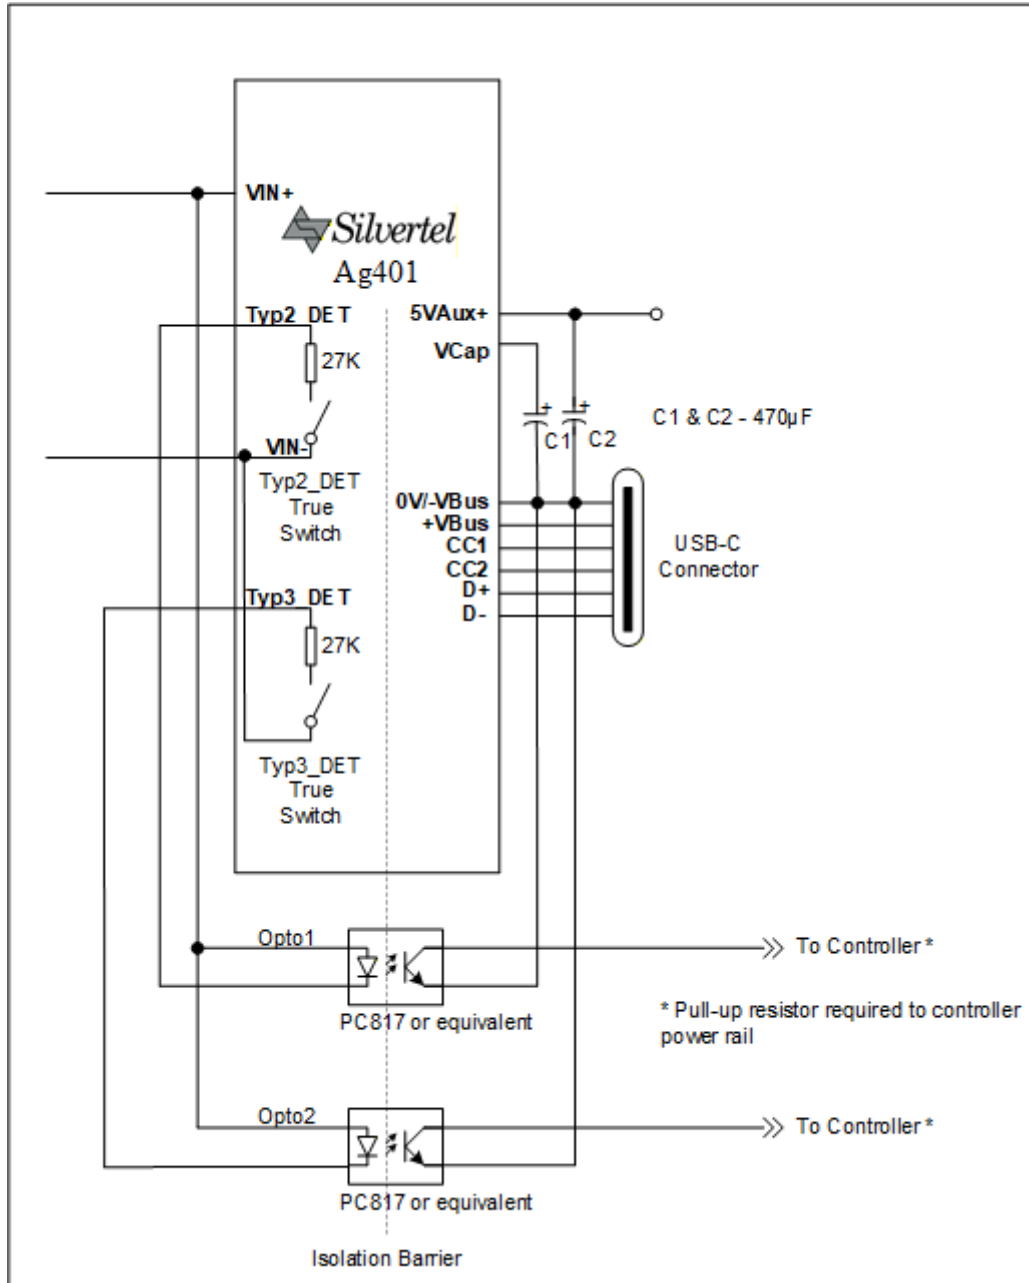 VIN+
Silvertel
Ag401
Typ2_DET
5VAux+
VCap
27K
C1 & C2 - 470µF
+
+
C1
C2
VIN-
Typ2_DET
True
Switch
0V/-VBus
+VBus
CC1
CC2
D+
D-
USB-C
Connector
Typ3_DET
27K
Typ3_DET
True
Switch
Opto1
To Controller *
PC817 or equivalent
* Pull-up resistor required to controller
power rail
Opto2
To Controller *
PC817 or equivalent
Isolation Barrier